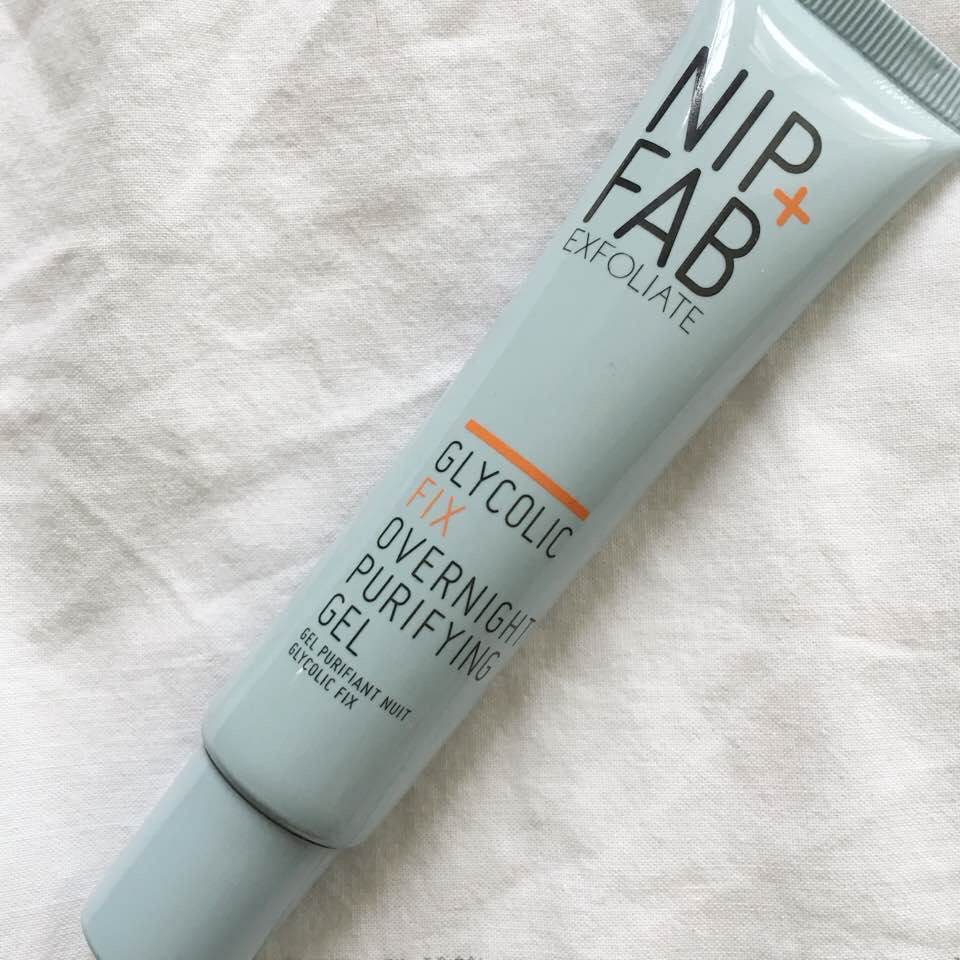 NIP+
FAB
EXFOLIATE
GLYCOLIC
FIX
OVERNIGHT
PURIFYING
GEL
GEL PURIFIANT NUIT
GLYCOLIC FIX